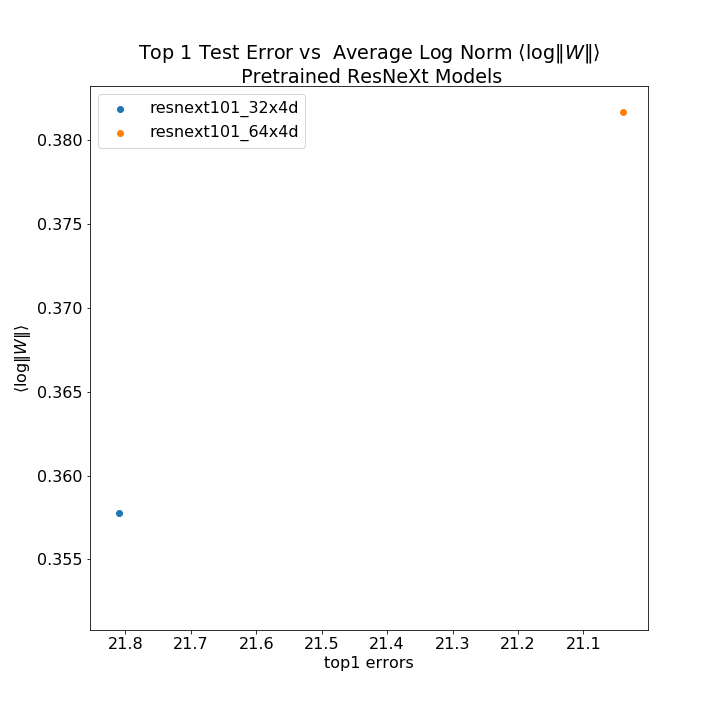 Top 1 Test Error vs  Average Log Norm ⟨log‖W‖⟩
Pretrained ResNeXt Models
resnext101_32x4d
resnext101_64x4d
0.380
0.375
0.370
0.365
0.360
0.355
⟨log‖W‖⟩
21.8 21.7 21.6 21.5 21.4 21.3 21.2 21.1
top1 errors